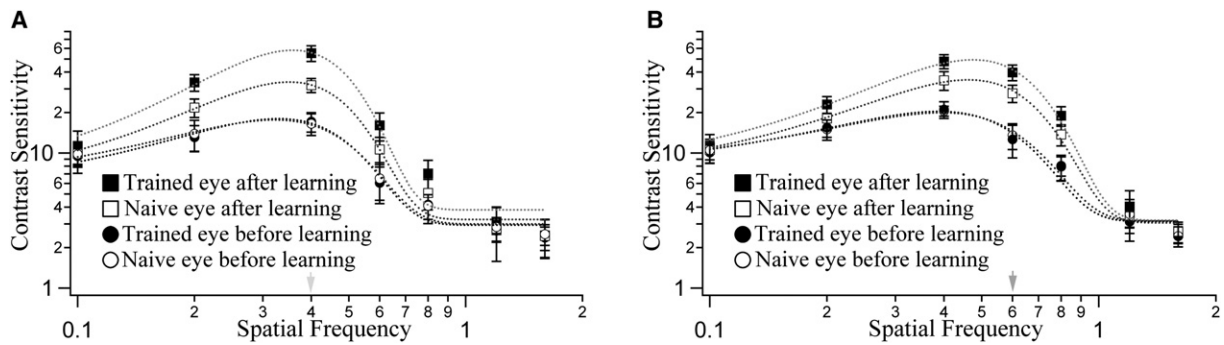 A
Contrast Sensitivity
6
4
2
10
6
4
2
1
Trained eye after learning
Naive eye after learning
Trained eye before learning
Naive eye before learning
0.1
2
3
4
5
6
7
8
9
1
2
Spatial Frequency
B
Contrast Sensitivity
6
4
2
10
6
4
2
1
Trained eye after learning
Naive eye after learning
Trained eye before learning
Naive eye before learning
0.1
2
3
4
5
6
7
8
9
1
2
Spatial Frequency